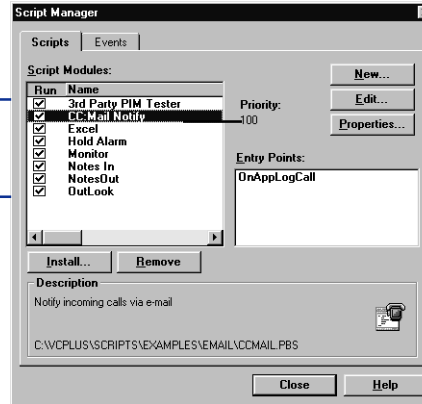 Script Manager
Scripts Events
Script Modules:
Run Name
3rd Party PIM Tester
CC:Mail Notify
Excel
Hold Alarm
Monitor
Notes In
NotesOut
OutLook
Priority:
100
New...
Edit...
Properties...
Entry Points:
OnAppLogCall
Install... Remove
Description
Notify incoming calls via e-mail
C:\VCPLUS\SCRIPTS\EXAMPLES\EMAIL\CCMAIL.PBS
Close Help